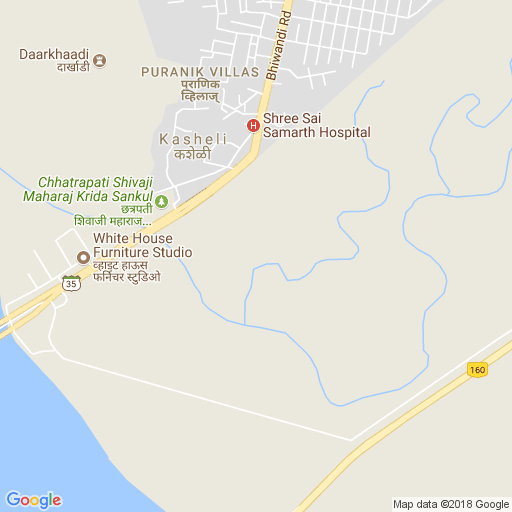 Bhiwandi Rd
Daarkhaadi
दार्खाडी
PURANIK VILLAS
पुराणिक
व्हिलाज्
Shree Sai
Samarth Hospital
H
Kasheli
कशेळी
Chhatrapati Shivaji
Maharaj Krida Sankul
छत्रपती
शिवाजी महाराज...
White House
Furniture Studio
व्हाइट हाऊस
फर्निचर स्टुडिओ
35
160
Google
Map data ©2018 Google